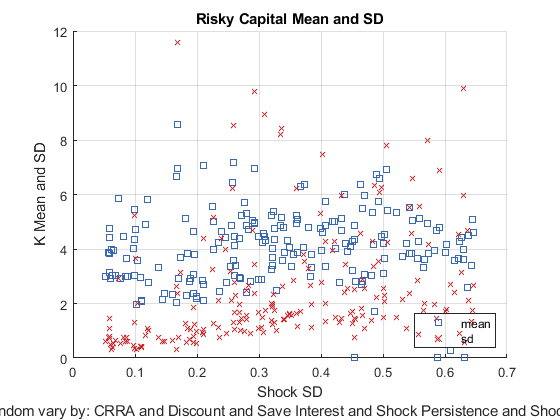 Risky Capital Mean and SD
12
10
8
6
4
2
0
K Mean and SD
0 0.1 0.2 0.3 0.4 0.5 0.6 0.7
Shock SD
mean
sd
ndom vary by: CRRA and Discount and Save Interest and Shock Persistence and Shoc